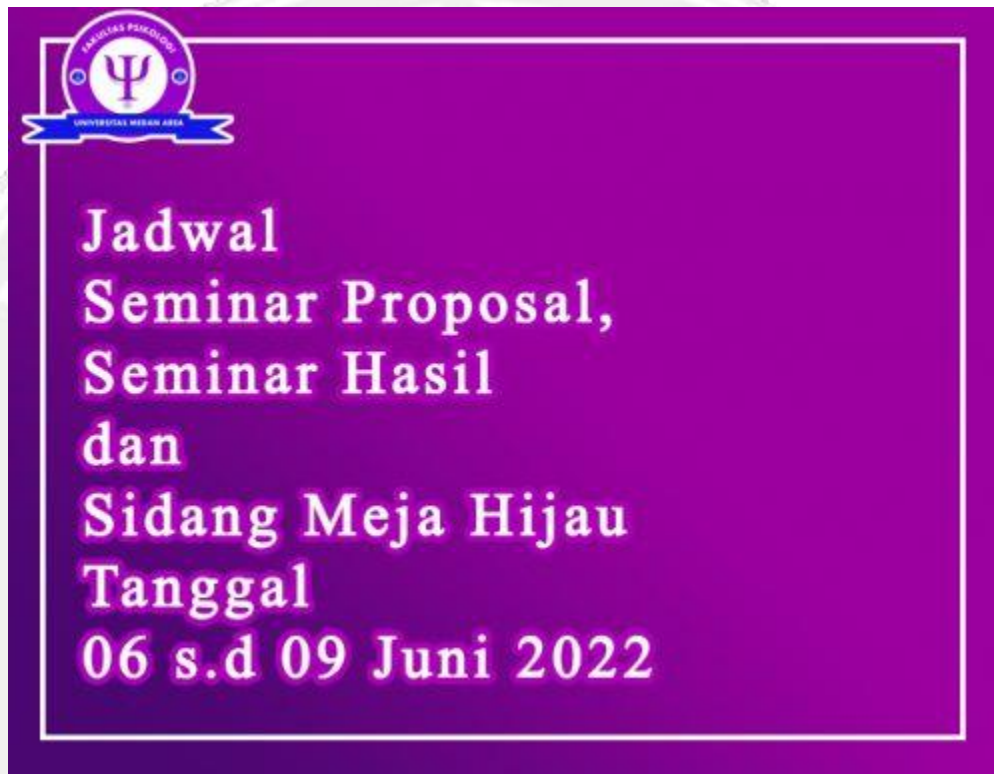 FAKULTAS PSIKOLOGI
UNIVERSITAS MEDAN AREA
Jadwal
Seminar Proposal,
Seminar Hasil
dan
Sidang Meja Hijau
Tanggal
06 s.d 09 Juni 2022